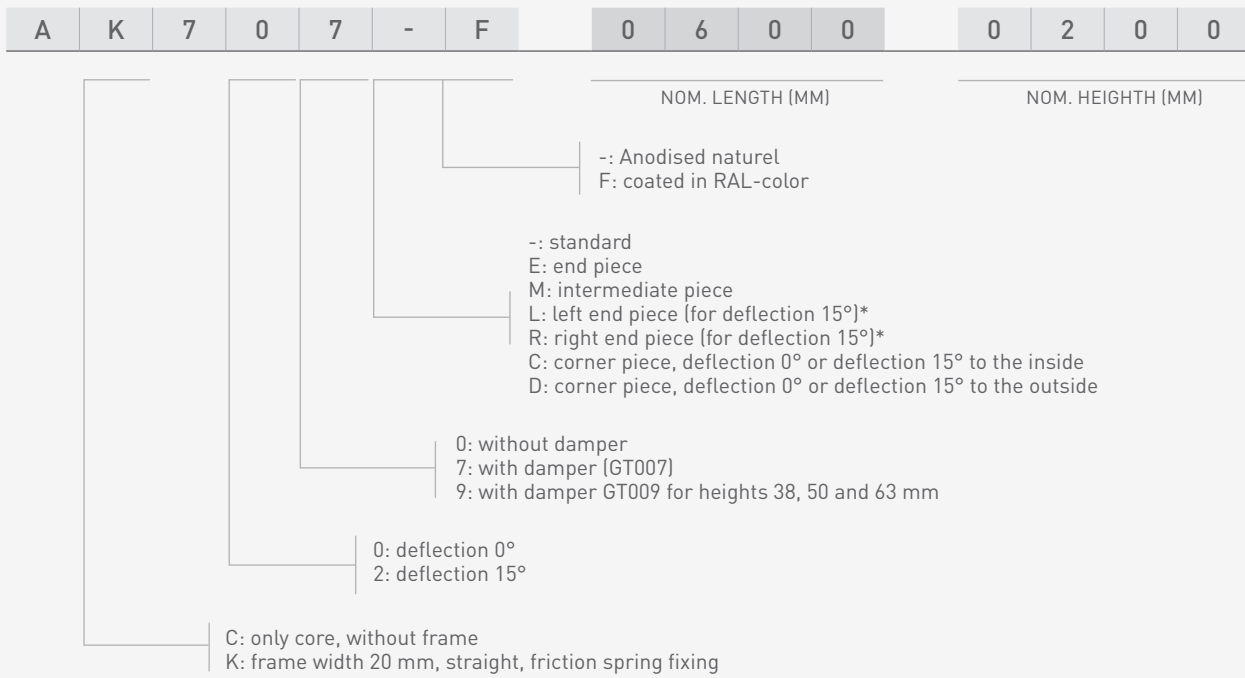 A K 7 0 7 - F 0 6 0 0 0 2 0 0
NOM. LENGTH (MM) NOM. HEIGHTH (MM)
-: Anodised naturel
F: coated in RAL-color
-: standard
E: end piece
M: intermediate piece
L: left end piece (for deflection 15°)*
R: right end piece (for deflection 15°)*
C: corner piece, deflection 0° or deflection 15° to the inside
D: corner piece, deflection 0° or deflection 15° to the outside
0: without damper
7: with damper (GT007)
9: with damper GT009 for heights 38, 50 and 63 mm
0: deflection 0°
2: deflection 15°
C: only core, without frame
K: frame width 20 mm, straight, friction spring fixing